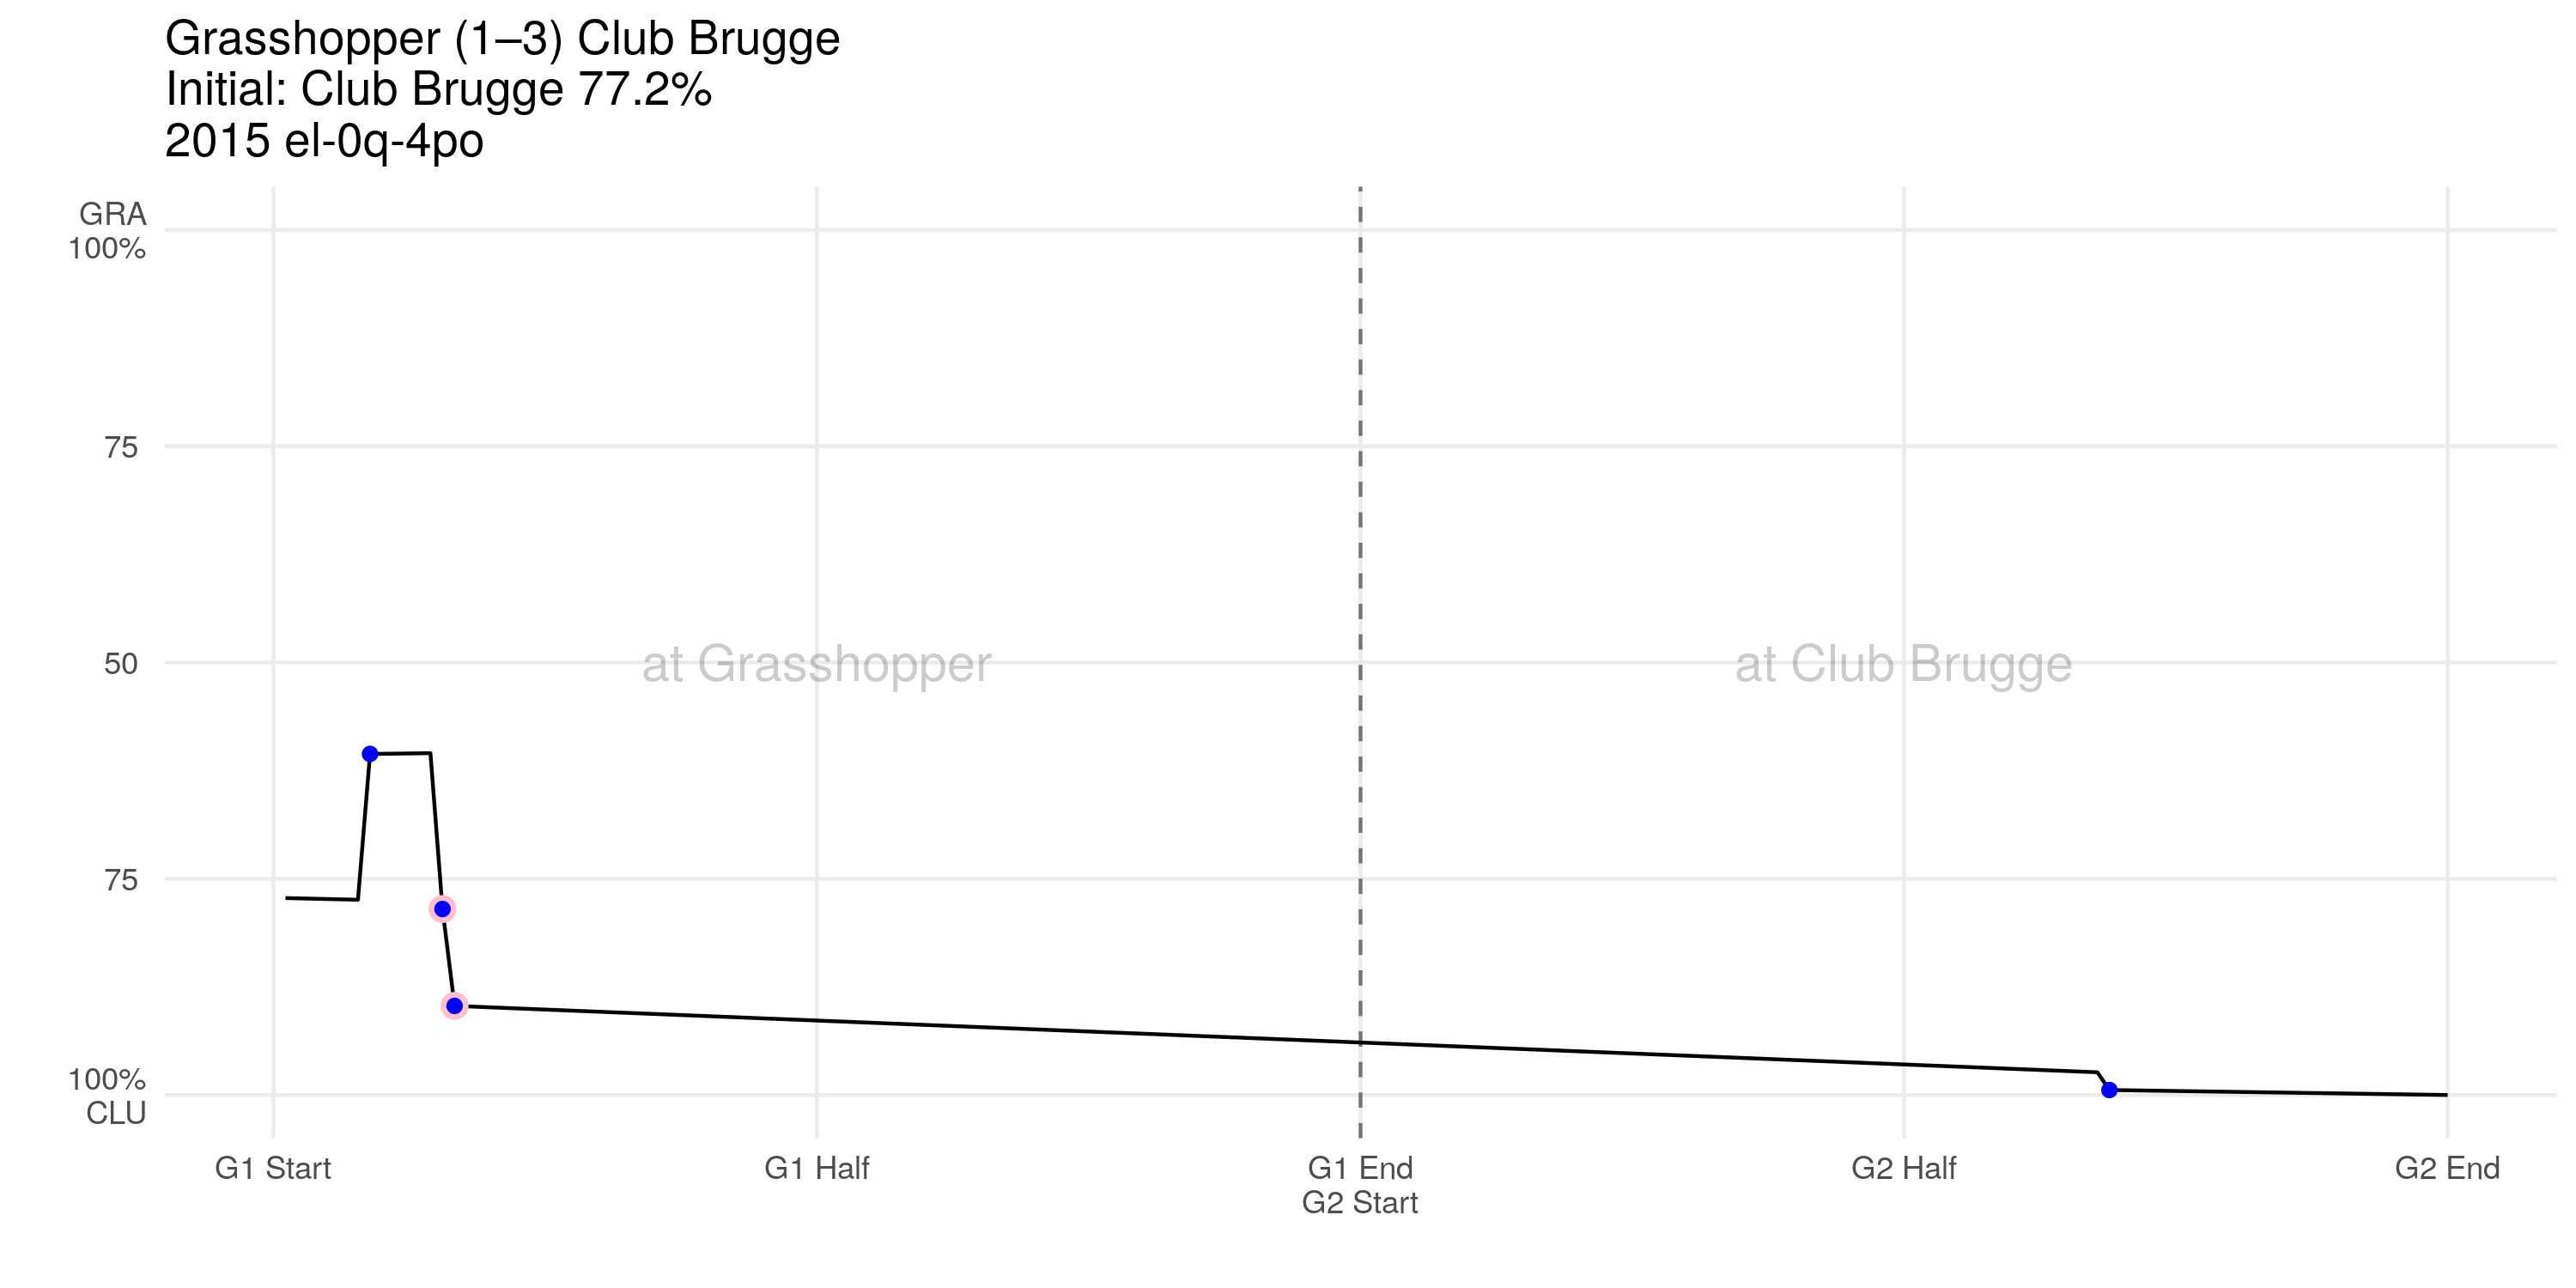 Grasshopper (1–3) Club Brugge
Initial: Club Brugge 77.2%
2015 el-0q-4po
GRA
100%
75
50
75
100%
CLU
at Grasshopper
at Club Brugge
G1 Start
G1 Half
G1 End
G2 Start
G2 Half
G2 End